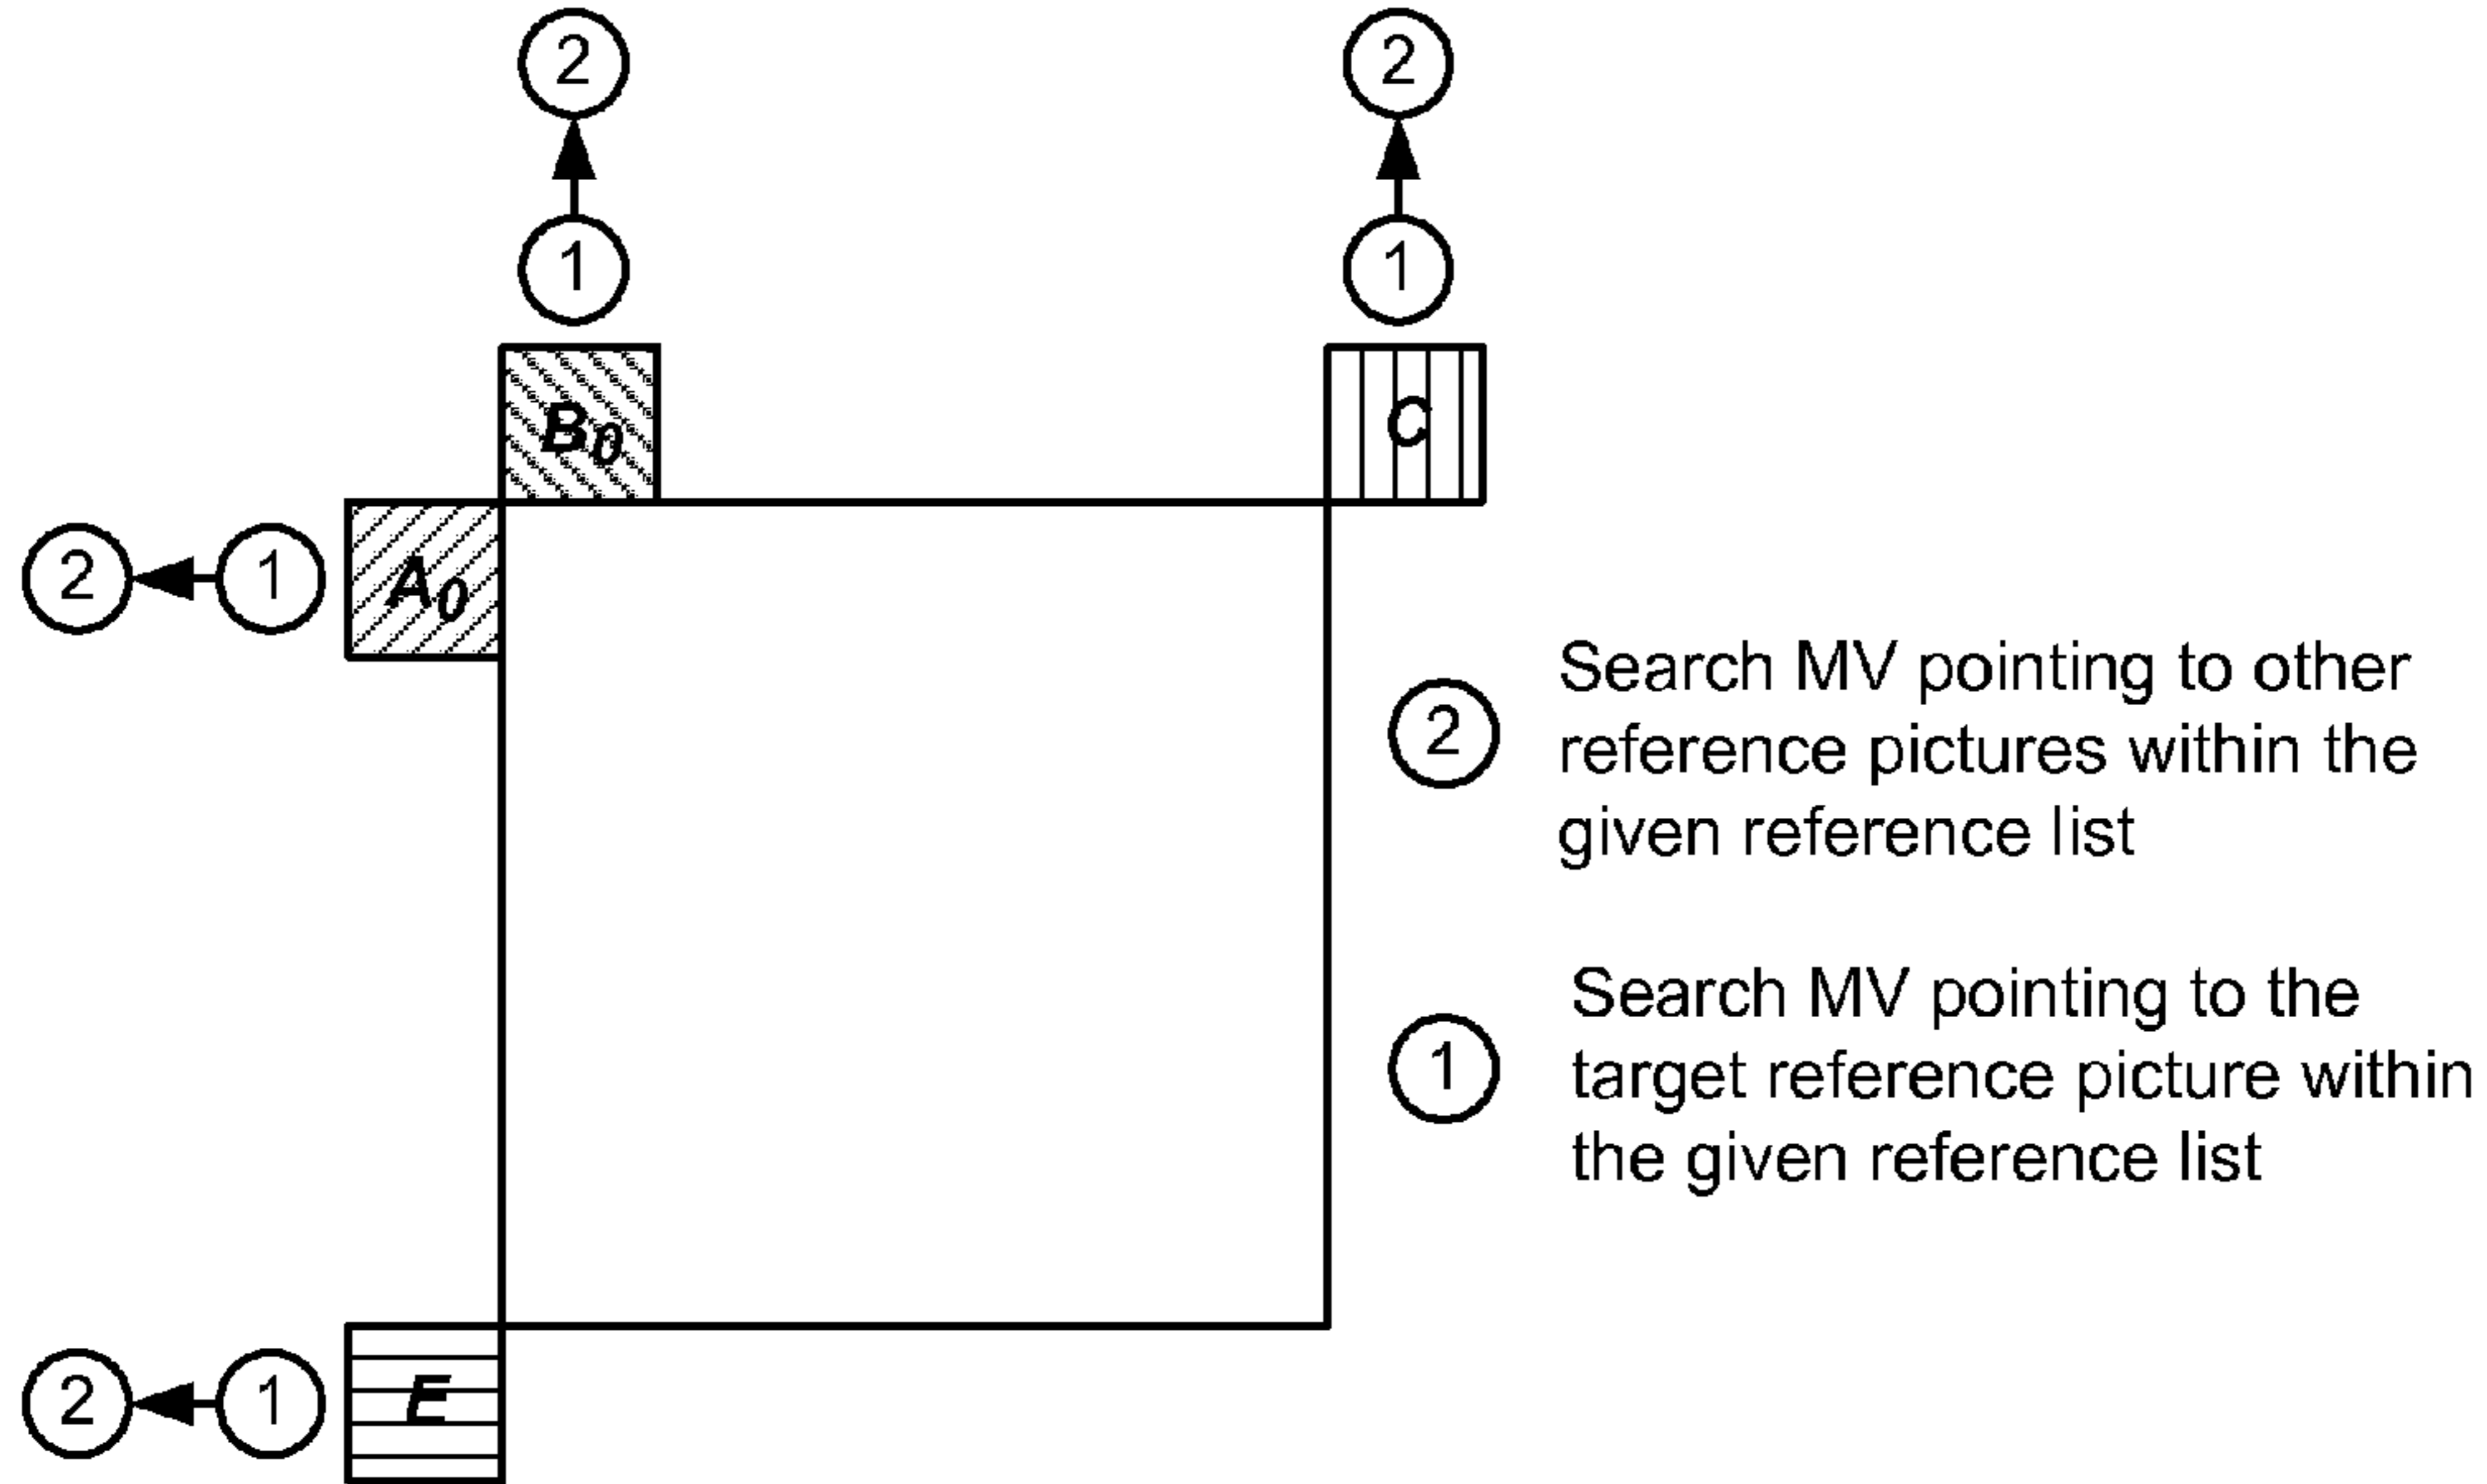 2 2
1 1
B0 C
2 1 A0
2 Search MV pointing to other
reference pictures within the
given reference list
1 Search MV pointing to the
target reference picture within
the given reference list
2 1 E